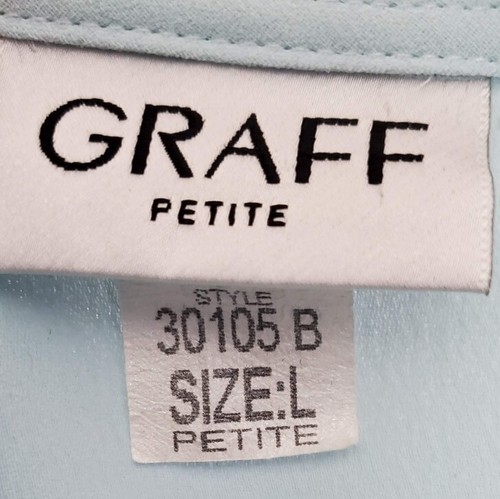 GRAFF
PETITE
STYLE
30105 B
SIZE:L
PETITE